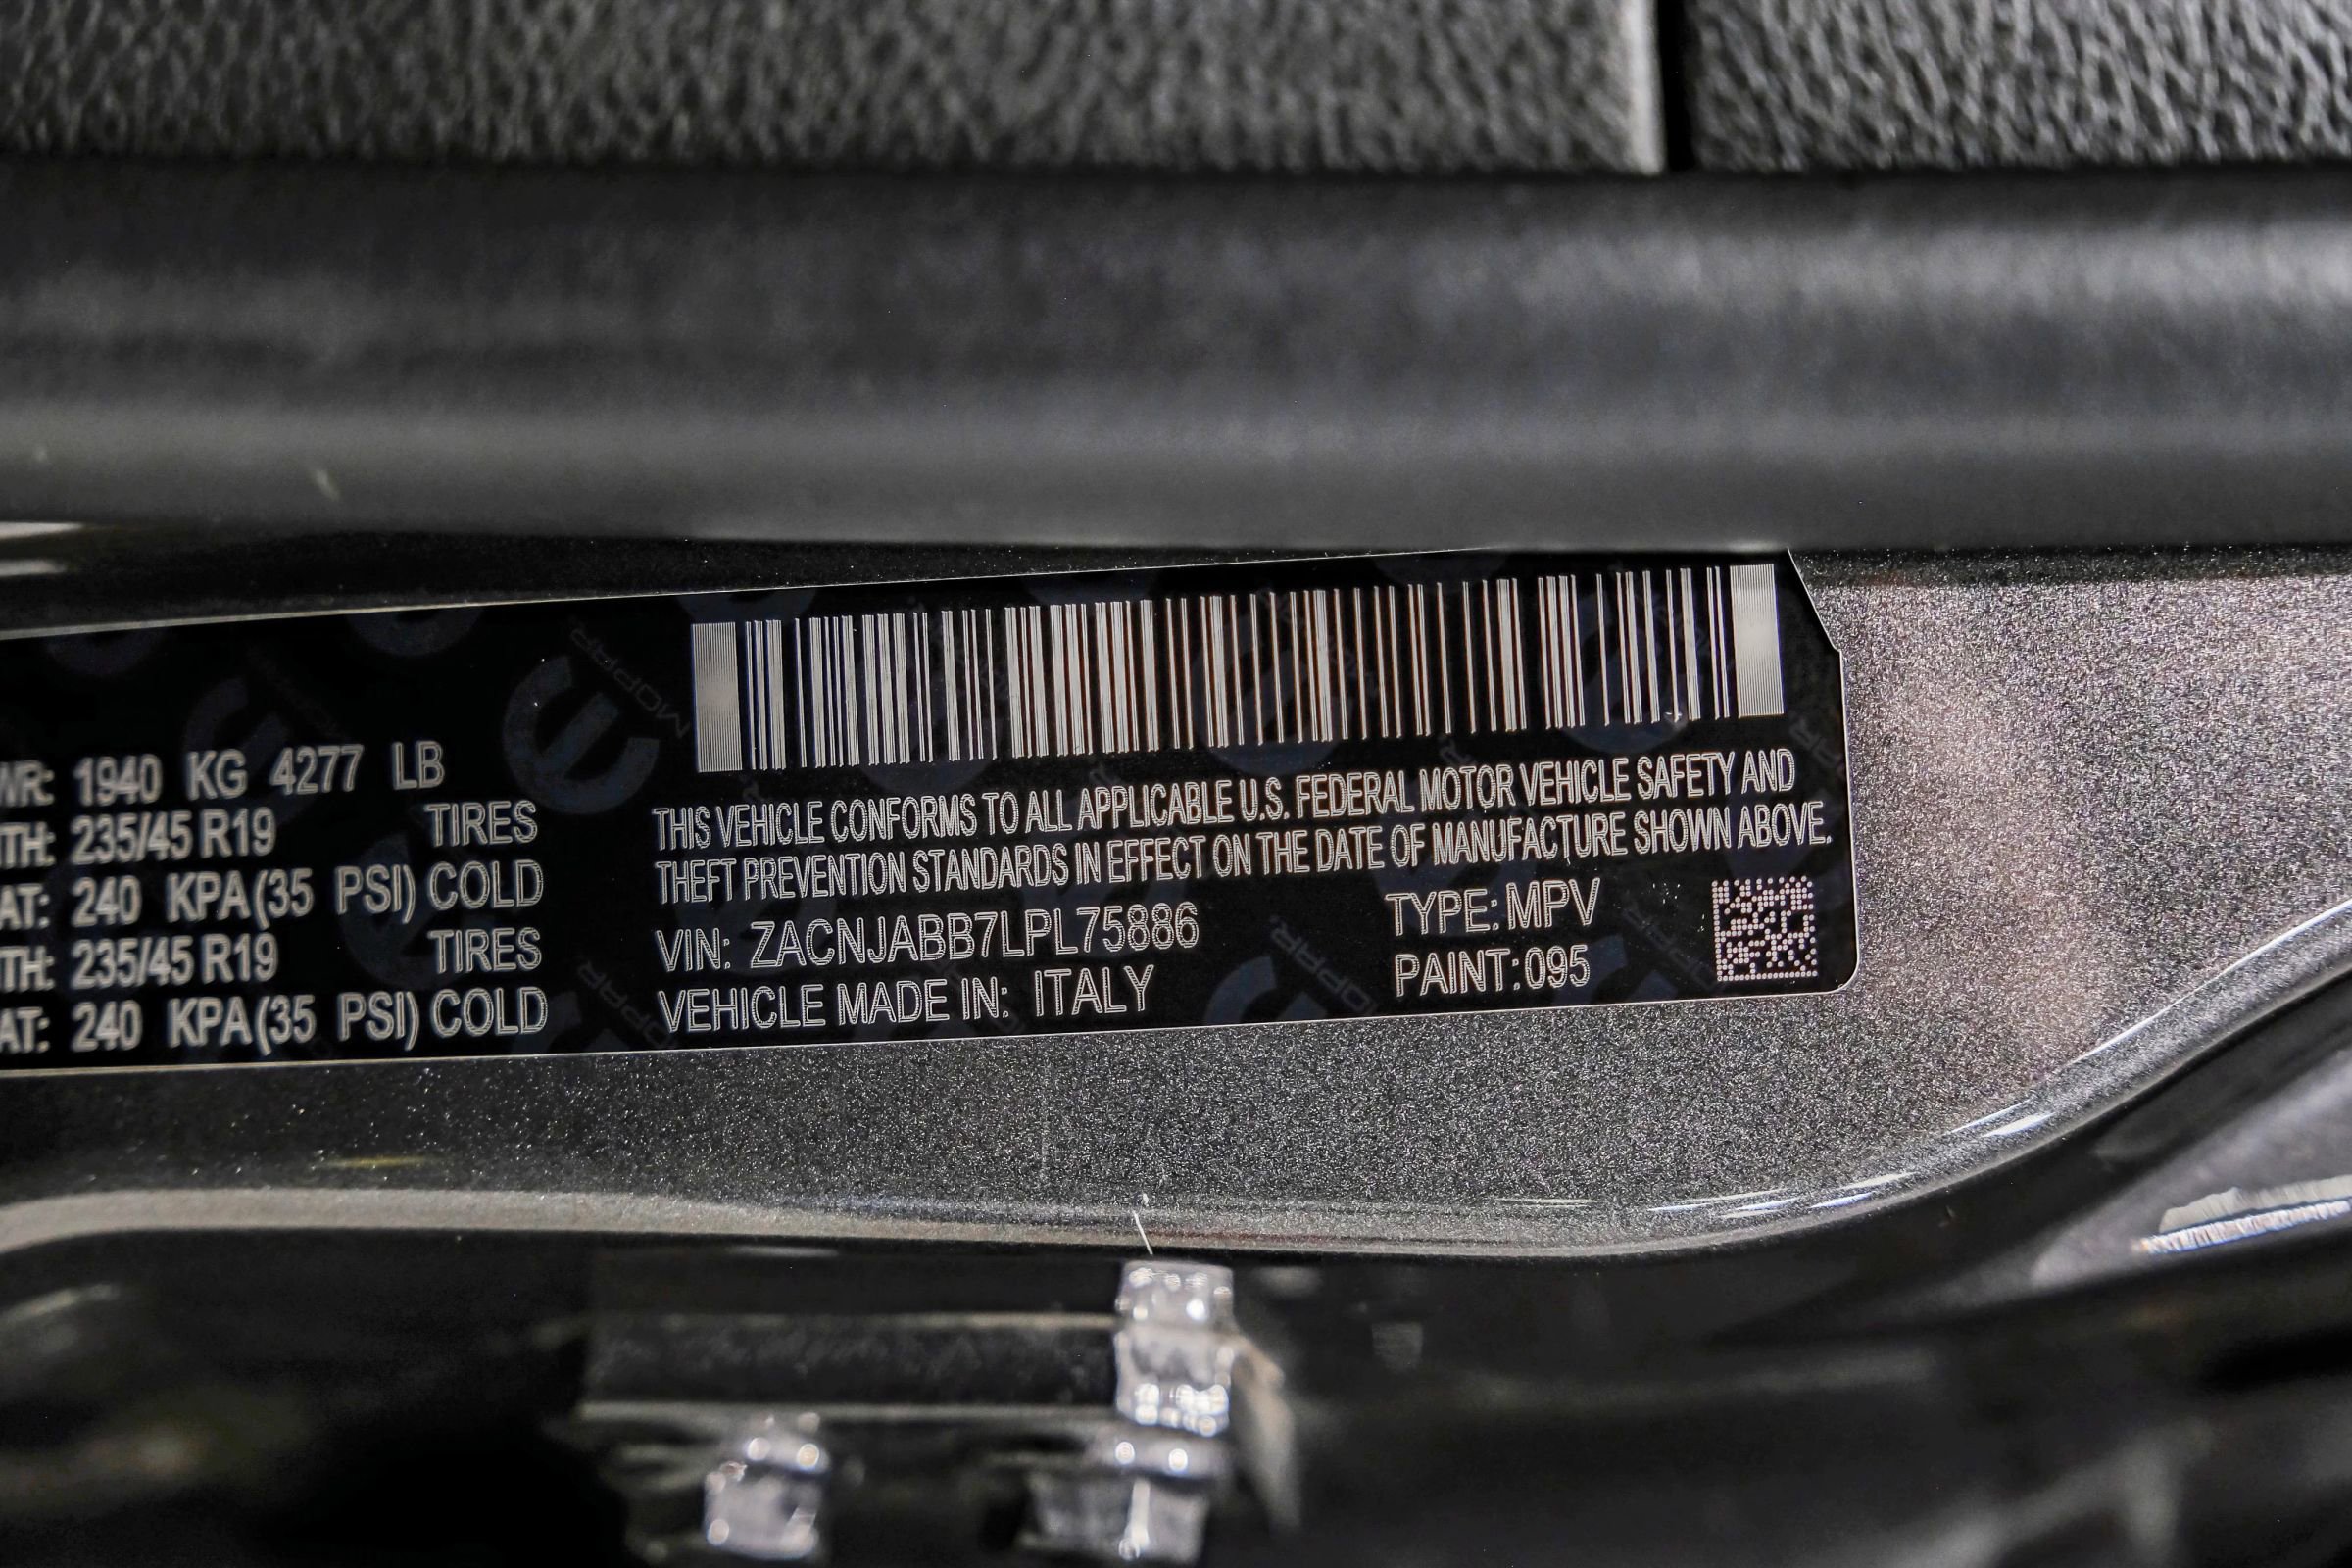 WR: 1940 KG 4277 LB
TH: 235/45 R19 TIRES
AT: 240 KPA(35 PSI) COLD
TH: 235/45 R19 TIRES
AT: 240 KPA(35 PSI) COLD
THIS VEHICLE CONFORMS TO ALL APPLICABLE U.S. FEDERAL MOTOR VEHICLE SAFETY AND
THEFT PREVENTION STANDARDS IN EFFECT ON THE DATE OF MANUFACTURE SHOWN ABOVE.
VIN: ZACNJABB7LPL75886 TYPE: MPV
VEHICLE MADE IN: ITALY PAINT: 095
MOPAR